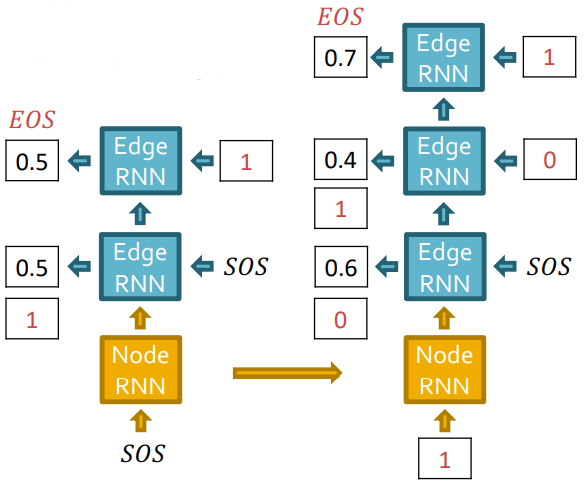 EOS
0.5
Edge
RNN
1
0.5
1
Edge
RNN
SOS
Node
RNN
SOS
EOS
0.7
Edge
RNN
1
0.4
1
Edge
RNN
0
0.6
0
Edge
RNN
SOS
Node
RNN
1